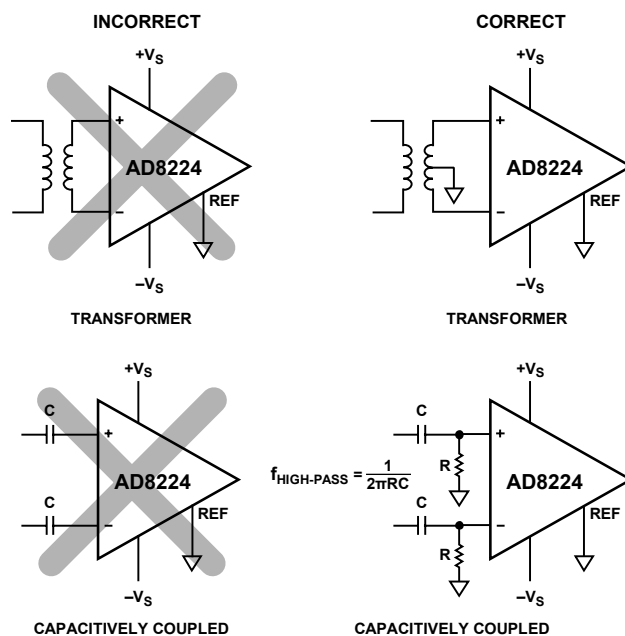 INCORRECT
CORRECT
+VS
+
AD8224
−
REF
−VS
TRANSFORMER
+VS
+
AD8224
−
REF
−VS
TRANSFORMER
+VS
C
+
AD8224
C
−
REF
−VS
CAPACITIVELY COUPLED
fHIGH-PASS = 1/2πRC
+VS
C
+
R
AD8224
C
−
R
REF
−VS
CAPACITIVELY COUPLED